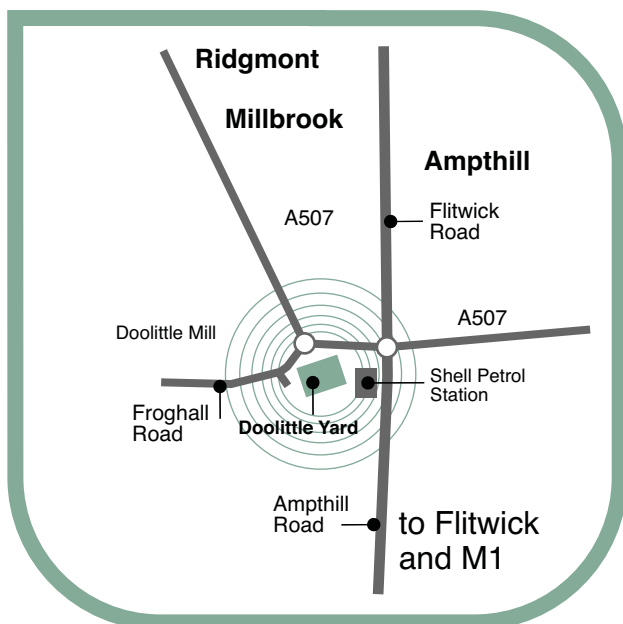 Ridgmont
Millbrook
Ampthill
Flitwick
Road
A507
A507
Doolittle Mill
Shell Petrol
Station
Froghall
Road
Doolittle Yard
Ampthill
Road
to Flitwick
and M1